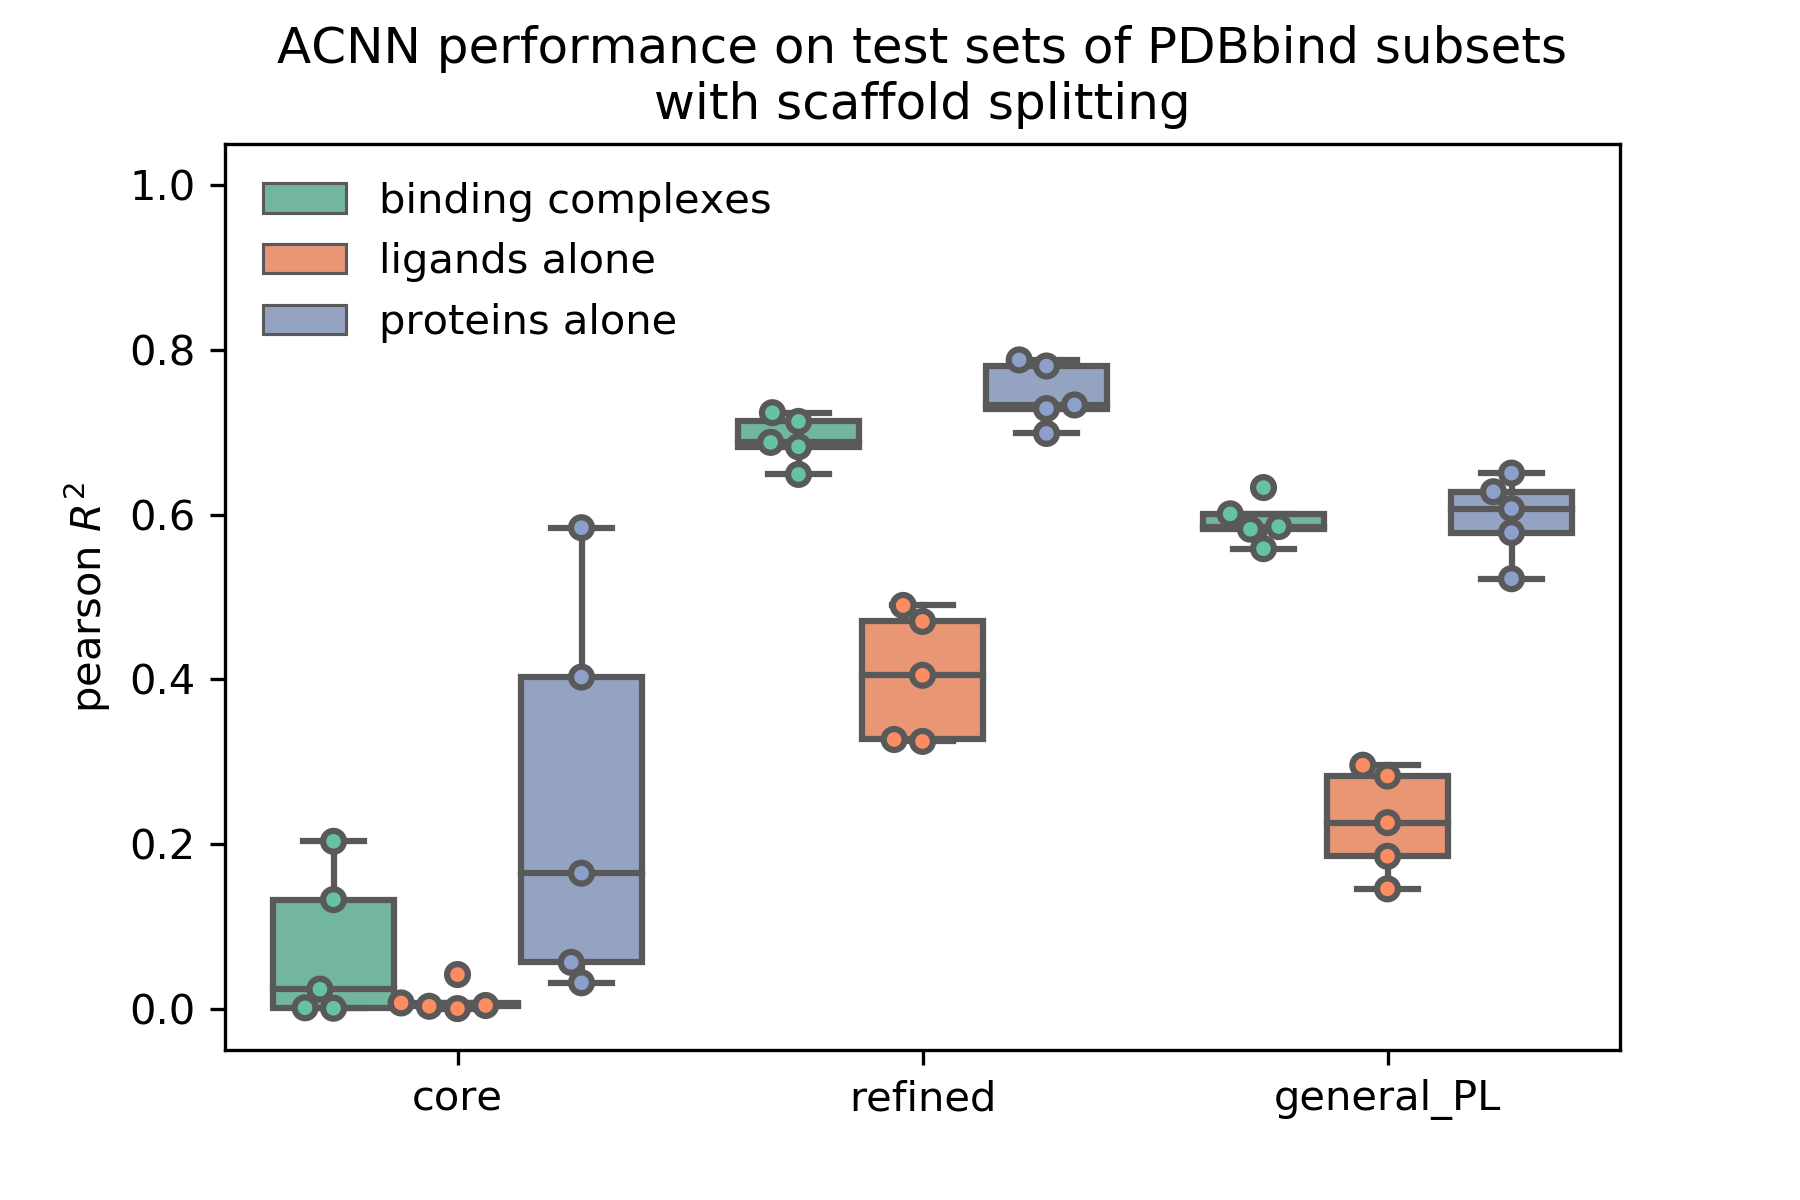 ACNN performance on test sets of PDBbind subsets
with scaffold splitting
binding complexes
ligands alone
proteins alone
pearson R²
1.0
0.8
0.6
0.4
0.2
0.0
core
refined
general_PL